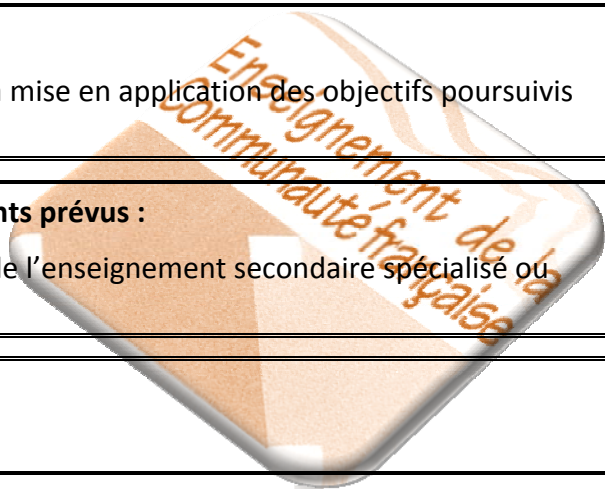 mise en application des objectifs poursuivis
Enseignement de la
Communauté française
nts prévus :
le l’enseignement secondaire spécialisé ou